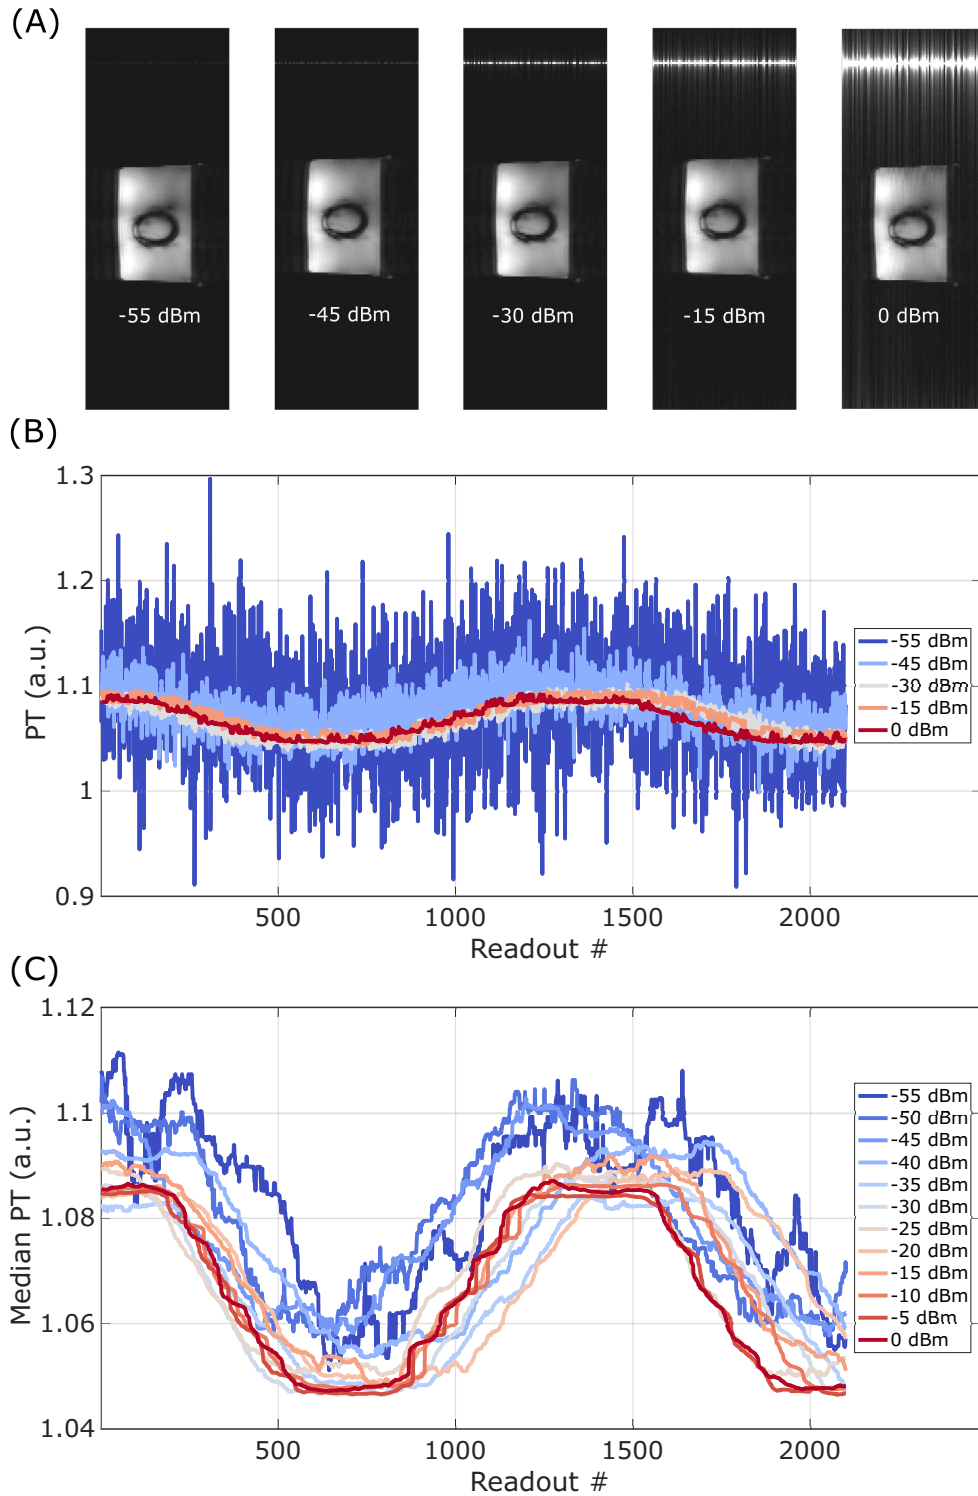 (A)
-55 dBm
-45 dBm
-30 dBm
-15 dBm
0 dBm
(B)
1.3
1.2
1.1
1
0.9
PT (a.u.)
500
1000
1500
2000
Readout #
-55 dBm
-45 dBm
-30 dBm
-15 dBm
0 dBm
(C)
1.12
1.10
1.08
1.06
1.04
Median PT (a.u.)
500
1000
1500
2000
Readout #
-55 dBm
-50 dBm
-45 dBm
-40 dBm
-35 dBm
-30 dBm
-25 dBm
-20 dBm
-15 dBm
-10 dBm
-5 dBm
0 dBm